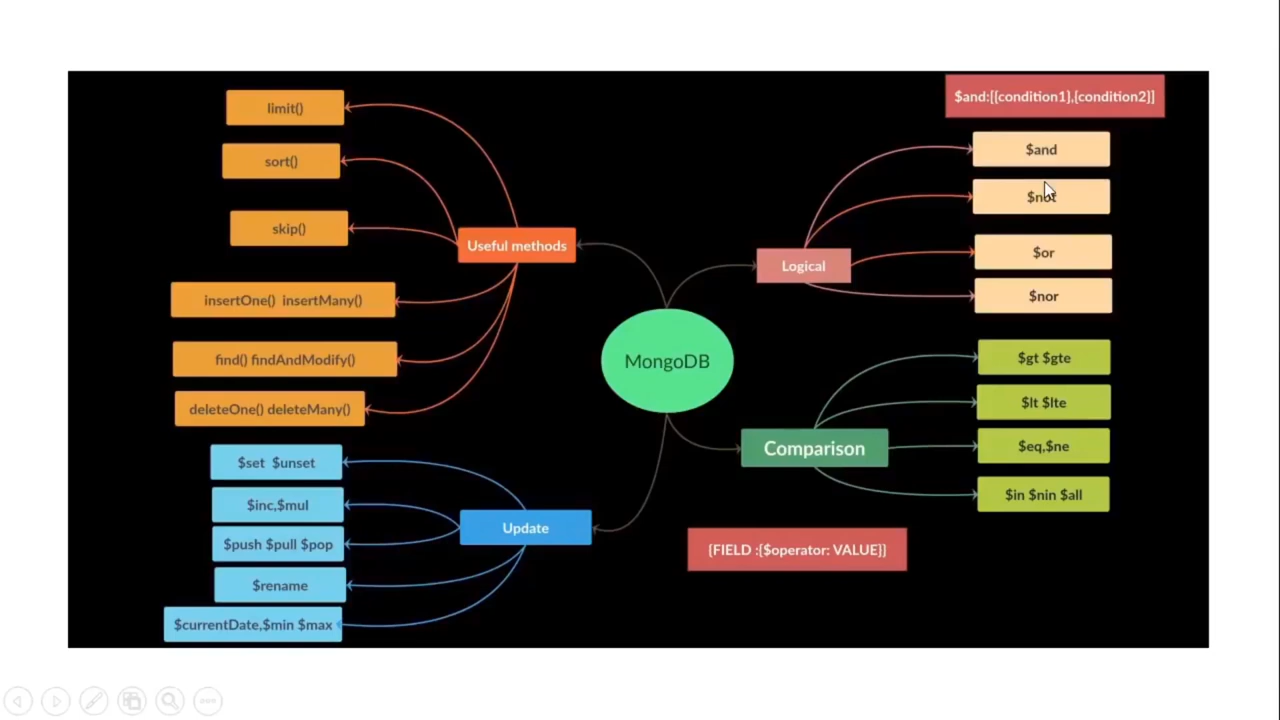 limit()
sort()
skip()
Useful methods
insertOne() insertMany()
find() findAndModify()
deleteOne() deleteMany()
$set $unset
$inc,$mul
$push $pull $pop
$rename
$currentDate,$min $max
Update
MongoDB
$and:[{condition1},{condition2}]
$and
$not
$or
$nor
Logical
$gt $gte
$lt $lte
$eq,$ne
$in $nin $all
Comparison
{FIELD :{$operator: VALUE}}